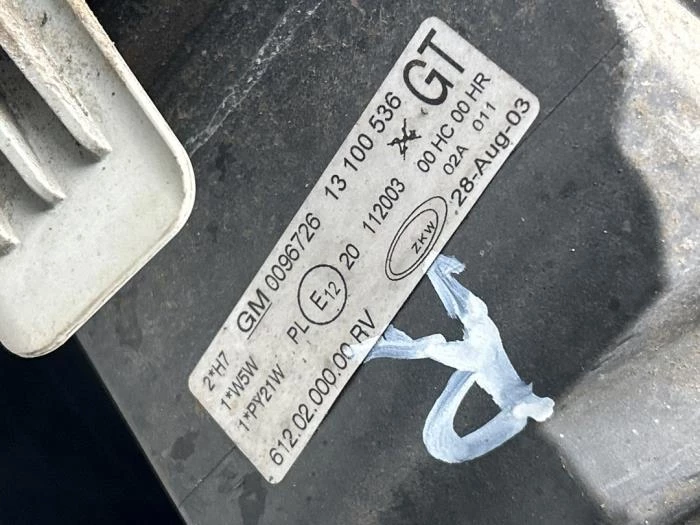 2*H7 GM 0096726 13 100 536 GT
1*W5W
1*PY21W PL E12 20 112003 00 HC 00 HR
02A 011
612.02.000.00 RV ZKW 28-Aug-03